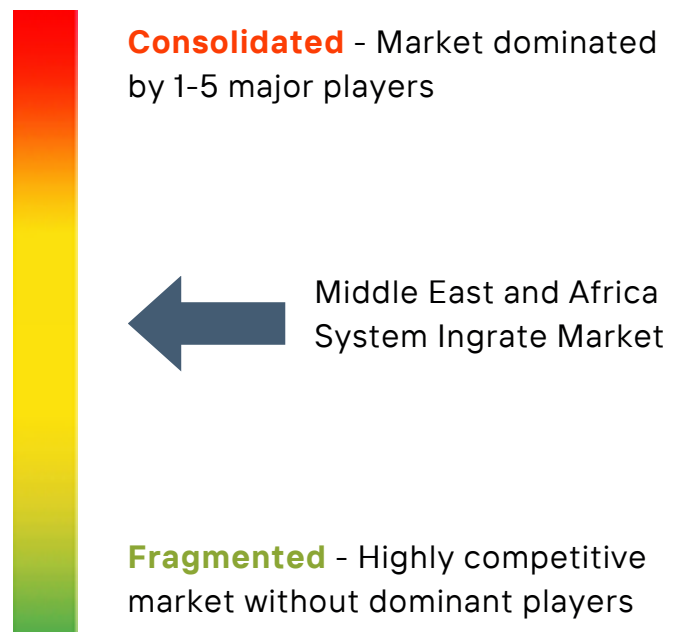 Consolidated - Market dominated
by 1-5 major players
Middle East and Africa
System Ingrate Market
Fragmented - Highly competitive
market without dominant players